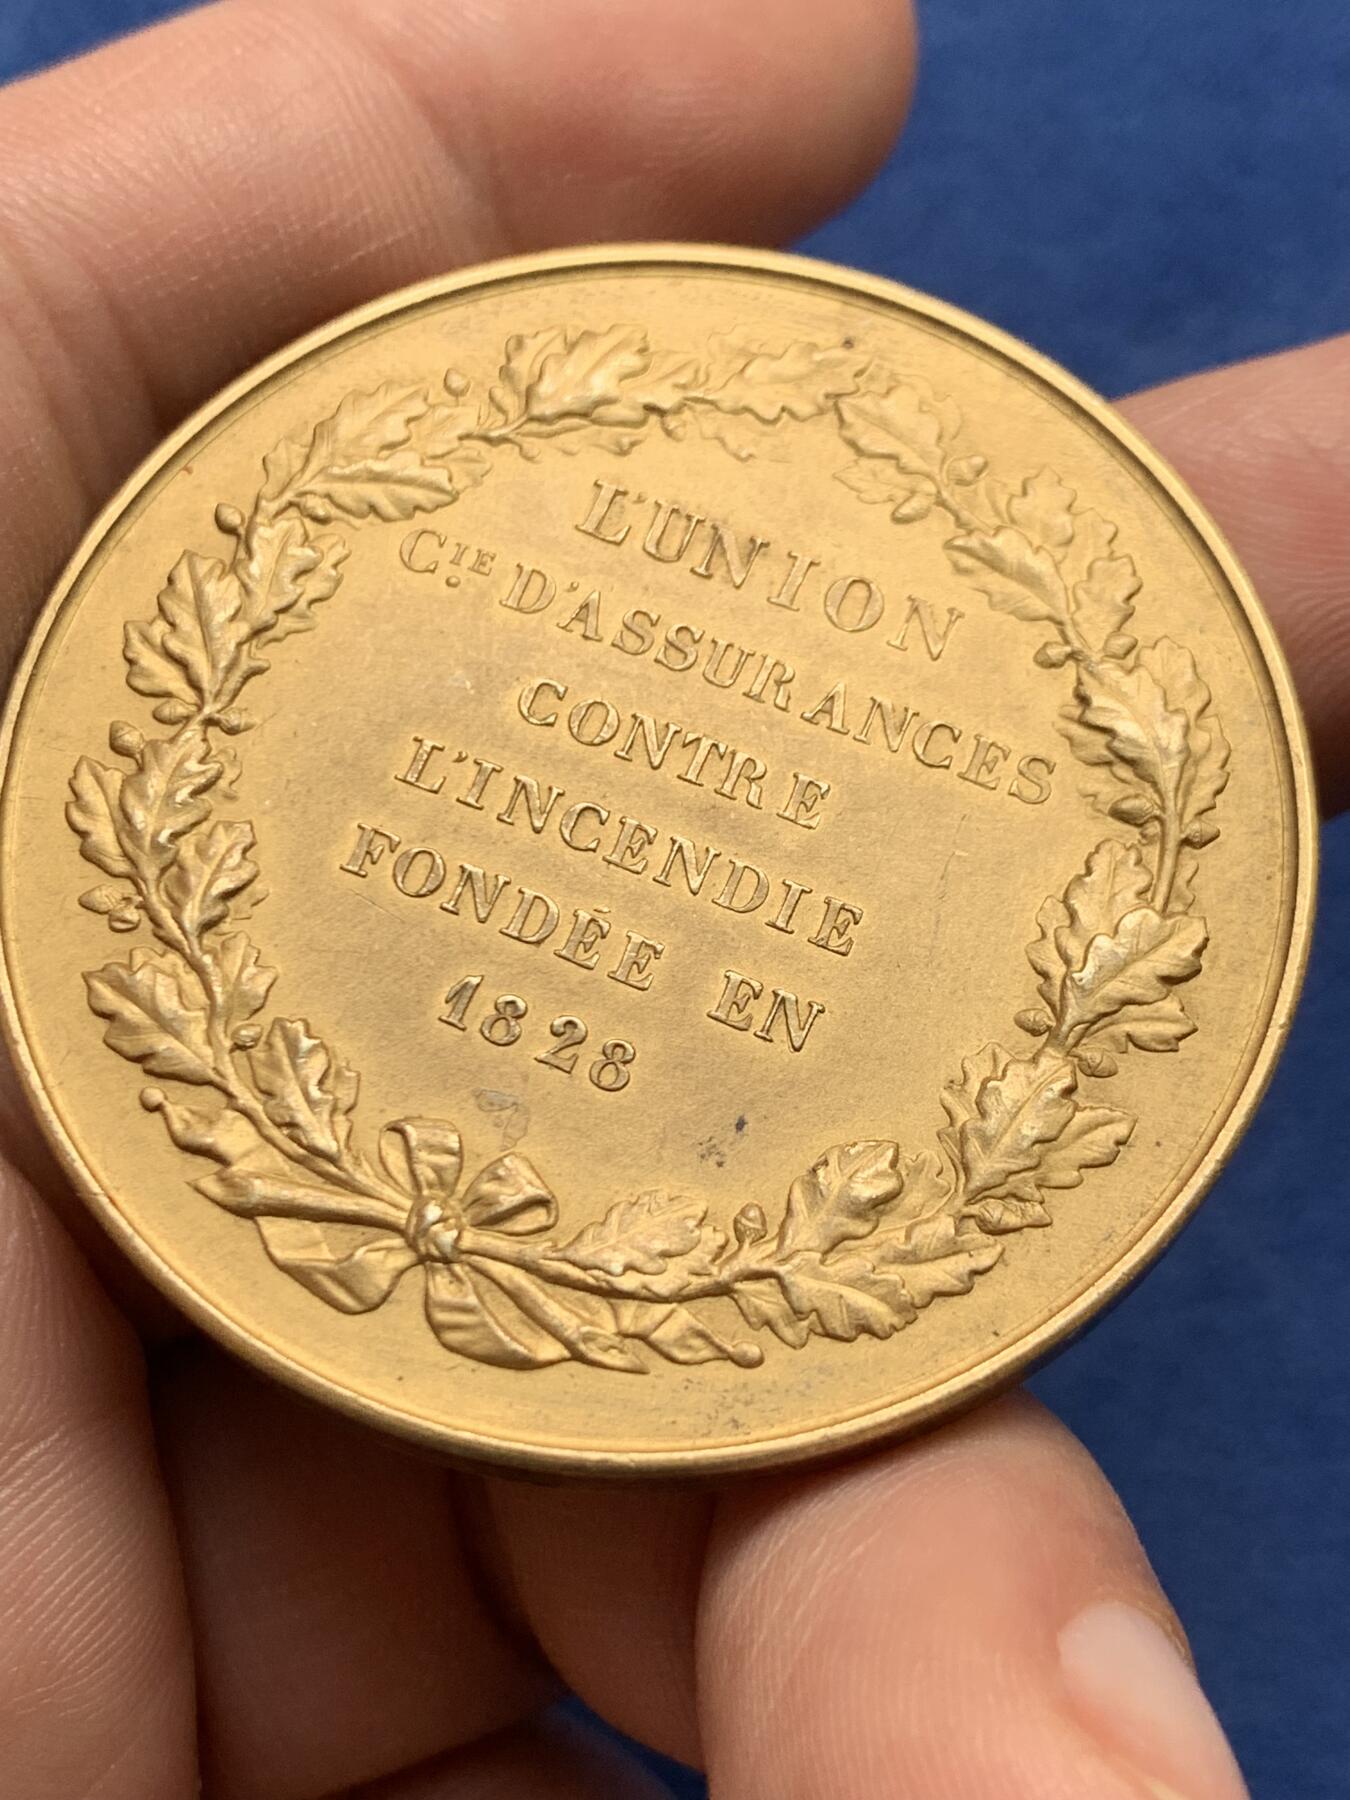 L'UNION
CIE D'ASSURANCES
CONTRE
L'INCENDIE
FONDÉE EN
1828